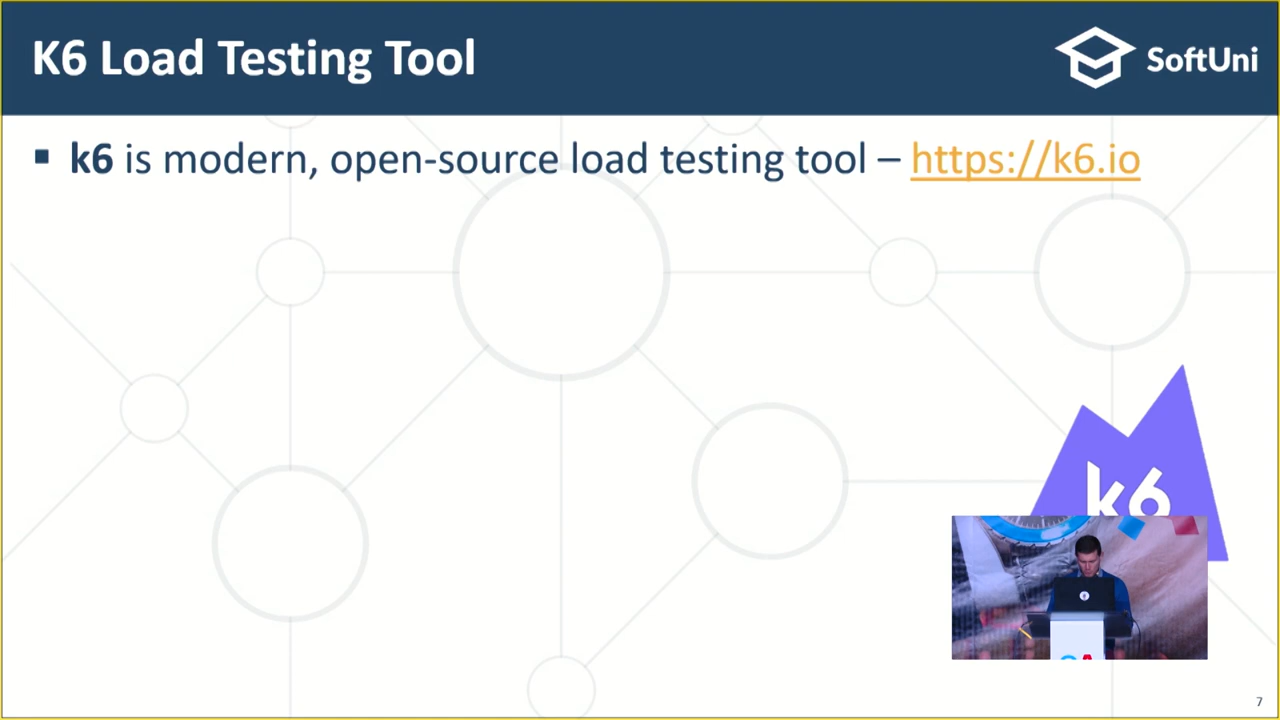 K6 Load Testing Tool
SoftUni
▪ k6 is modern, open-source load testing tool – https://k6.io
k6
7